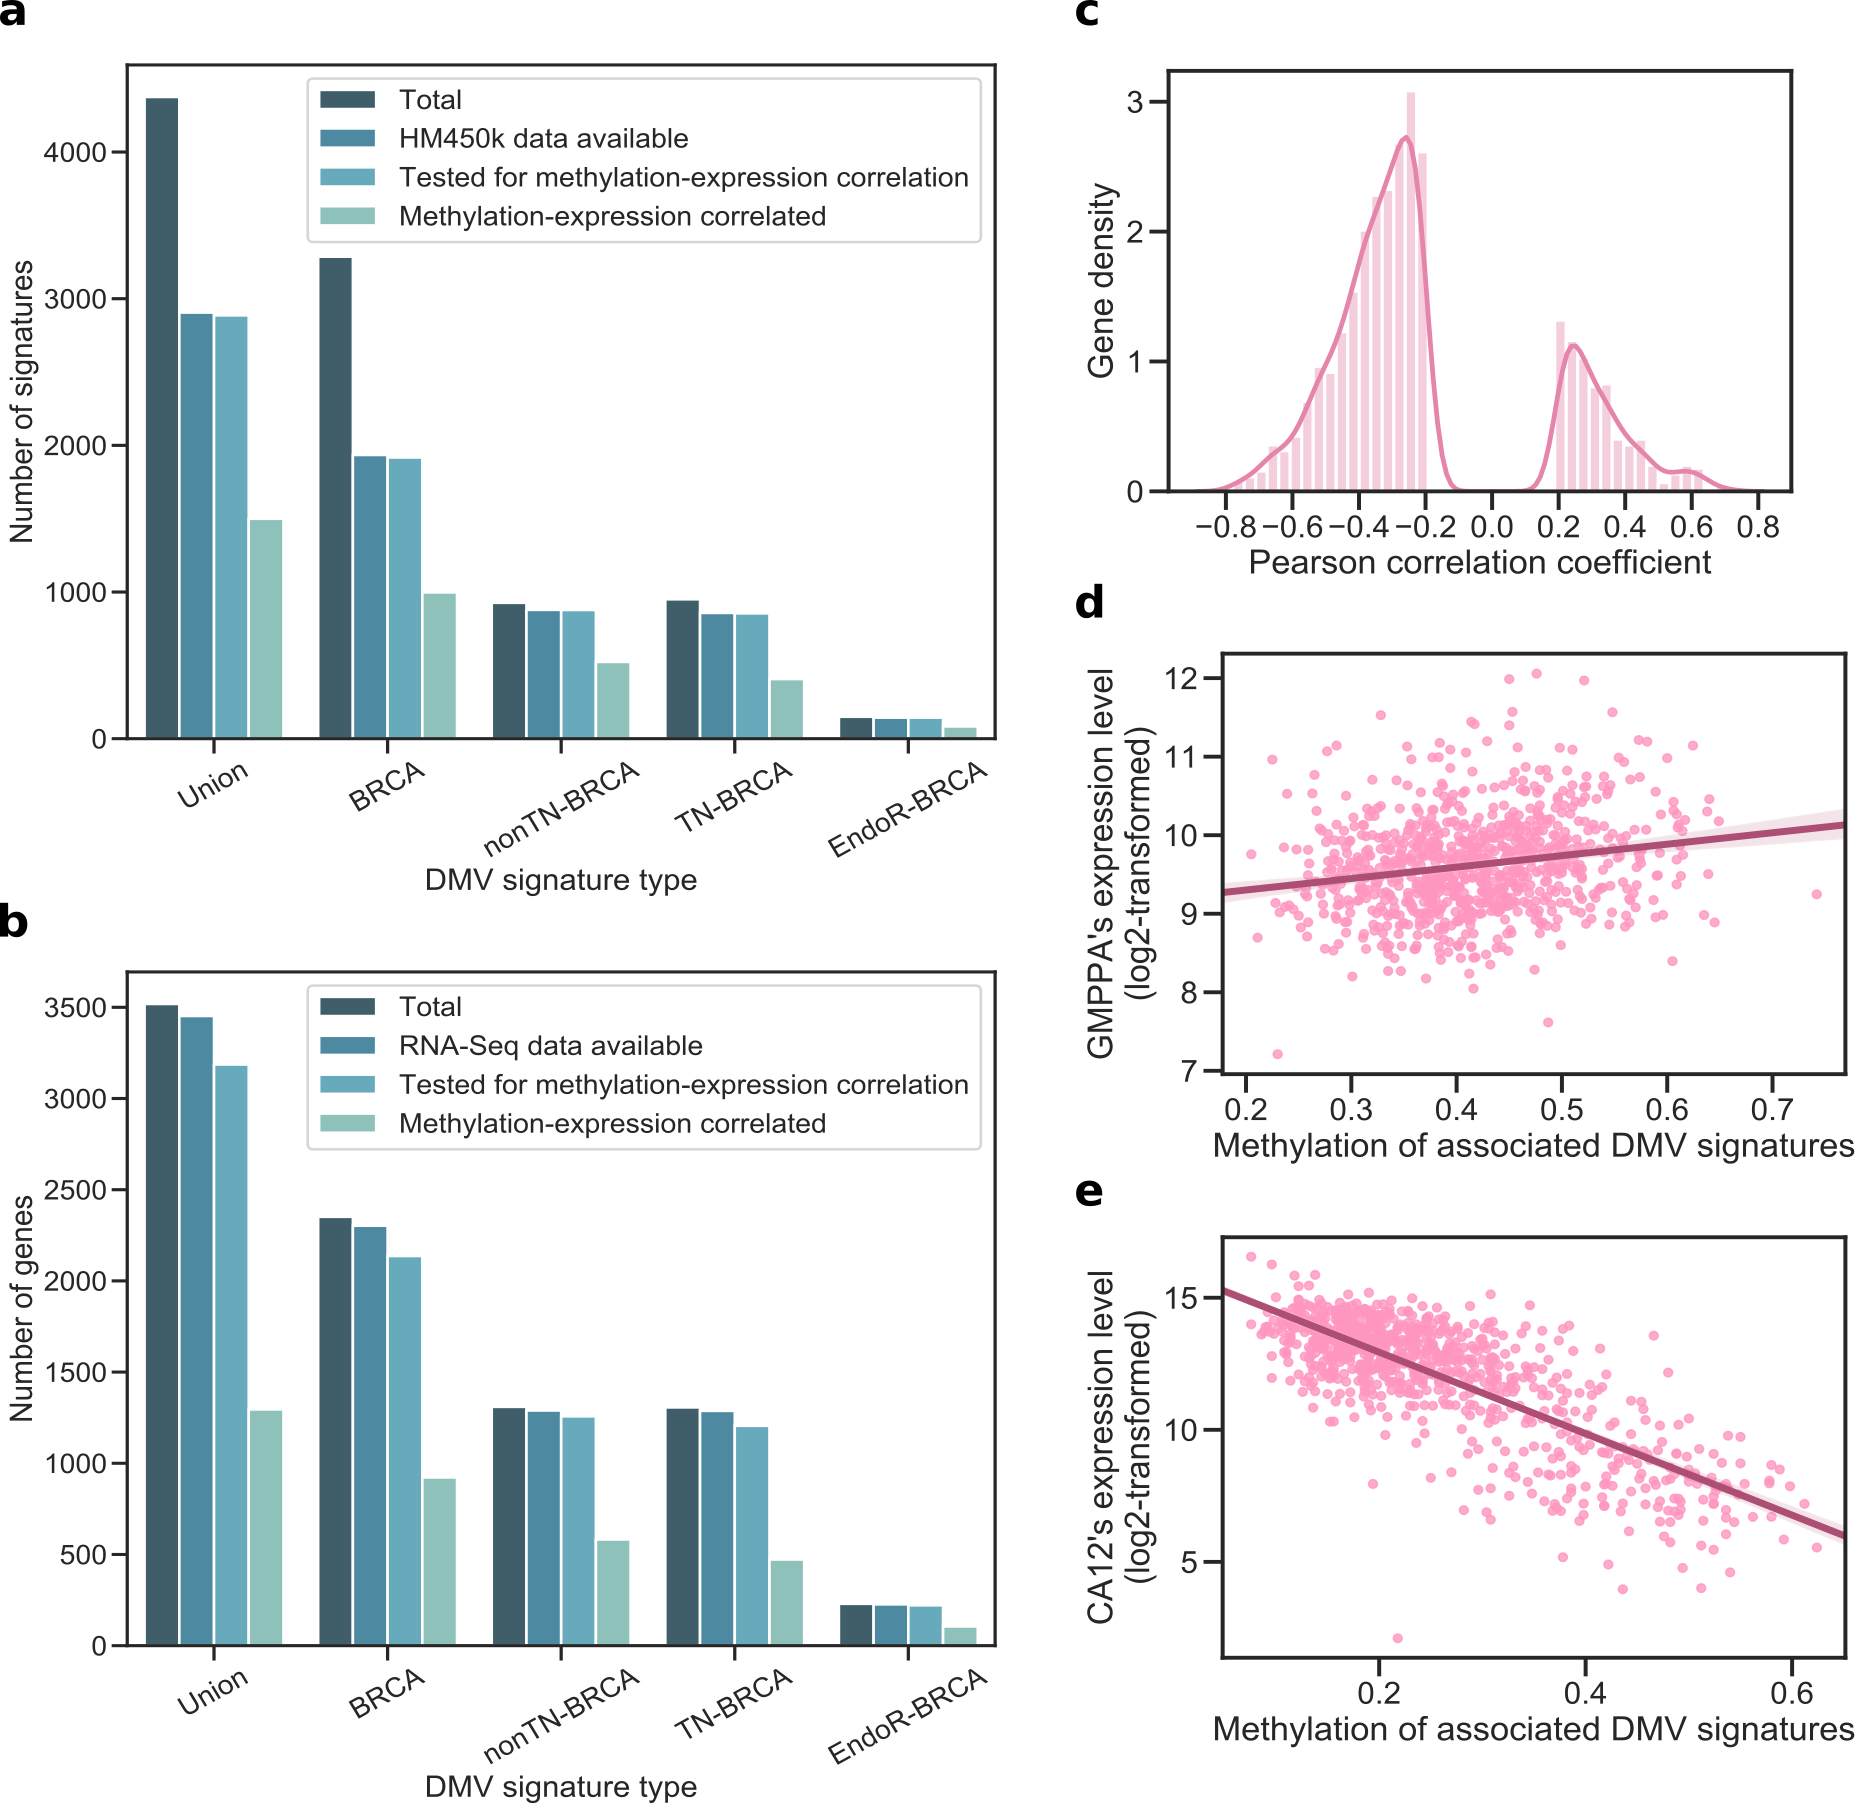 a
Number of signatures
4000
3000
2000
1000
0
Total
HM450k data available
Tested for methylation-expression correlation
Methylation-expression correlated
Union
BRCA
nonTN-BRCA
TN-BRCA
EndoR-BRCA
DMV signature type
b
Number of genes
3500
3000
2500
2000
1500
1000
500
0
Total
RNA-Seq data available
Tested for methylation-expression correlation
Methylation-expression correlated
Union
BRCA
nonTN-BRCA
TN-BRCA
EndoR-BRCA
DMV signature type
c
Gene density
3
2
1
0
−0.8 −0.6 −0.4 −0.2 0.0 0.2 0.4 0.6 0.8
Pearson correlation coefficient
d
GMPPA's expression level
(log2-transformed)
12
11
10
9
8
7
0.2 0.3 0.4 0.5 0.6 0.7
Methylation of associated DMV signatures
e
CA12's expression level
(log2-transformed)
15
10
5
0.2 0.4 0.6
Methylation of associated DMV signatures